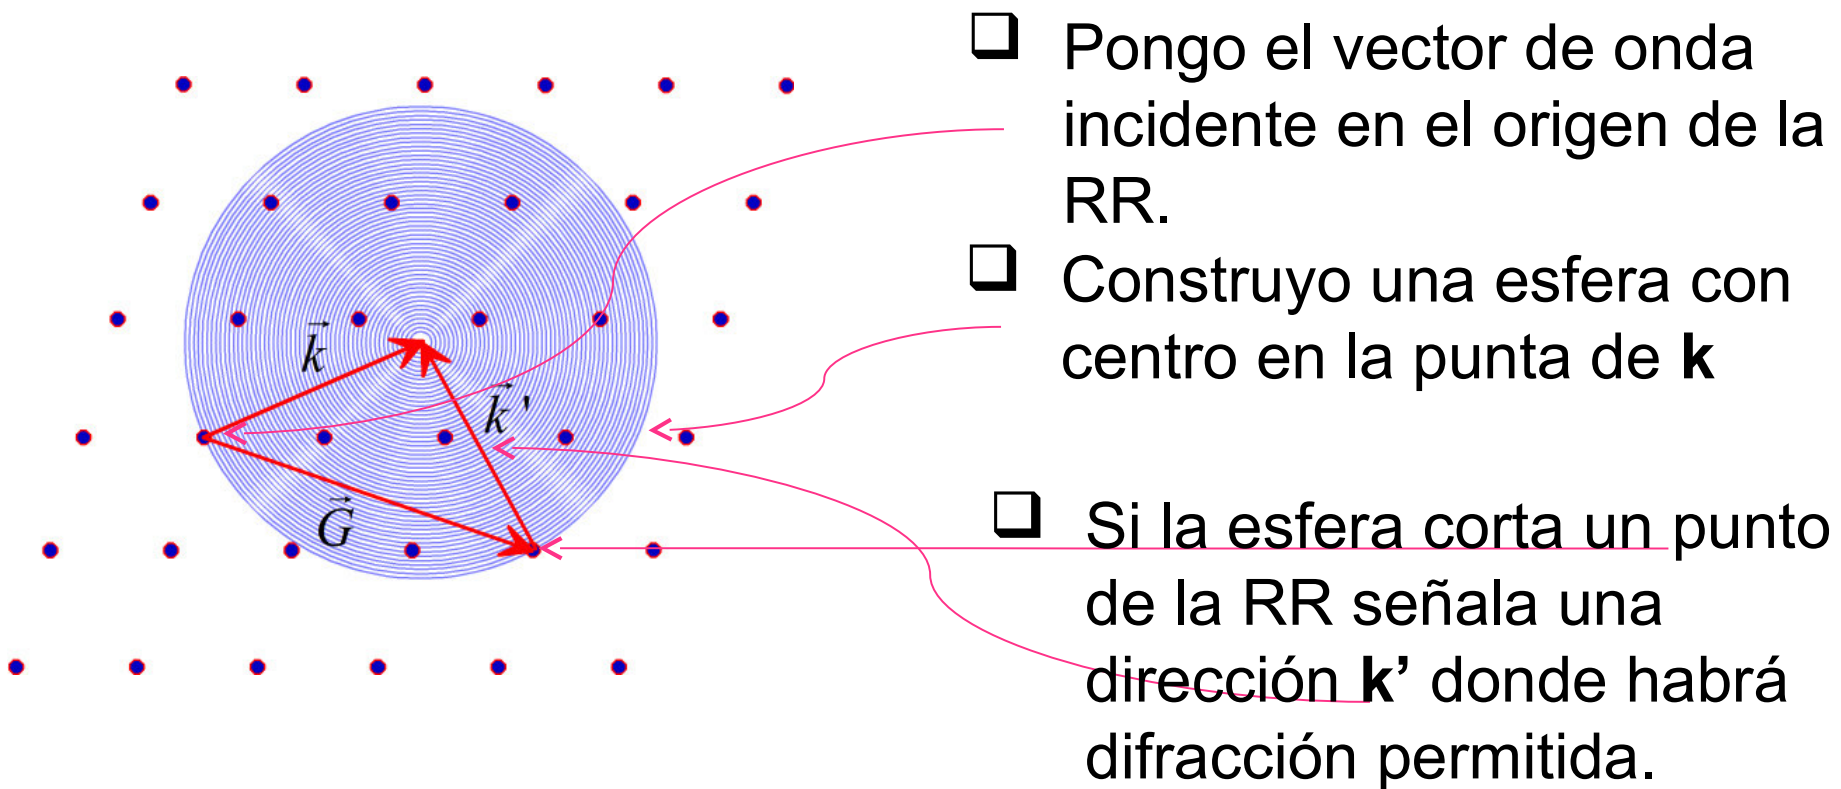 Pongo el vector de onda
incidente en el origen de la
RR.
Construyo una esfera con
centro en la punta de k
Si la esfera corta un punto
de la RR señala una
dirección k’ donde habrá
difracción permitida.
k
k'
G